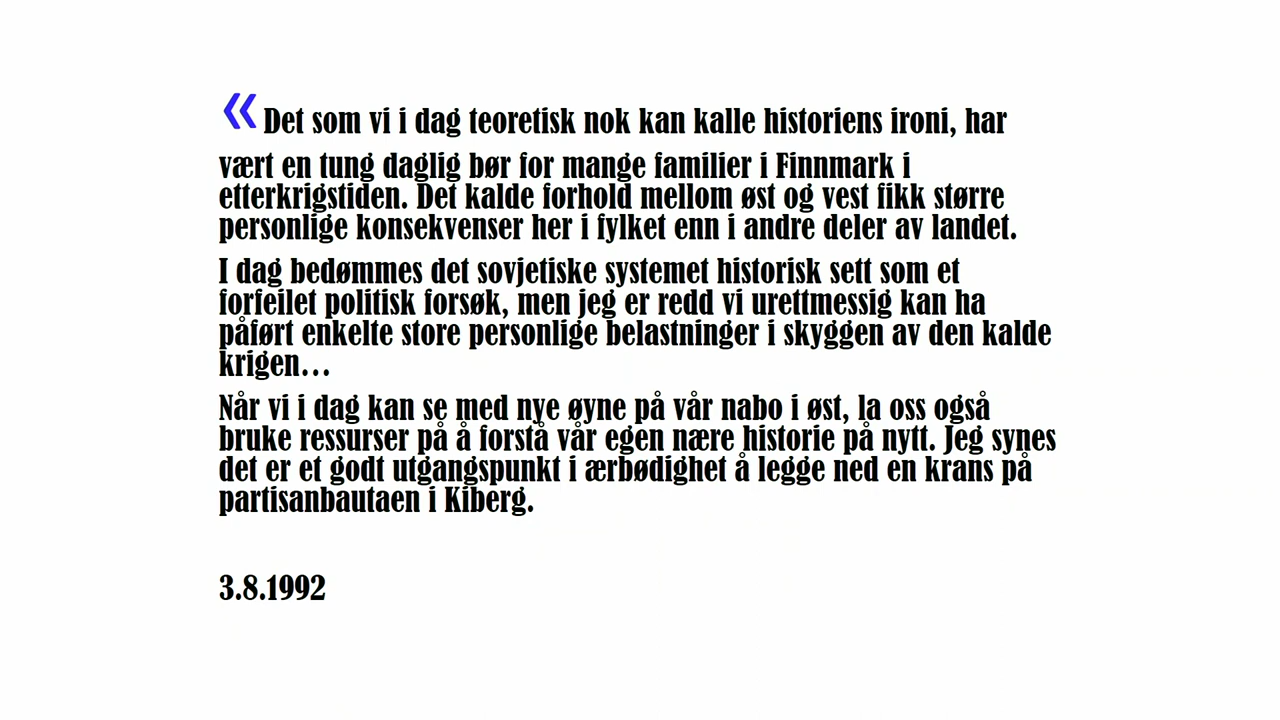 «Det som vi i dag teoretisk nok kan kalle historiens ironi, har
vært en tung daglig bør for mange familier i Finnmark i
etterkrigstiden. Det kalde forhold mellom øst og vest fikk større
personlige konsekvenser her i fylket enn i andre deler av landet.
I dag bedømmes det sovjetiske systemet historisk sett som et
forfeilet politisk forsøk, men jeg er redd vi urettmessig kan ha
påført enkelte store personlige belastninger i skyggen av den kalde
krigen...
Når vi i dag kan se med nye øyne på vår nabo i øst, la oss også
bruke ressurser på å forstå vår egen nære historie på nytt. Jeg synes
det er et godt utgangspunkt i ærbødighet å legge ned en krans på
partisanbautaen i Kiberg.
3.8.1992